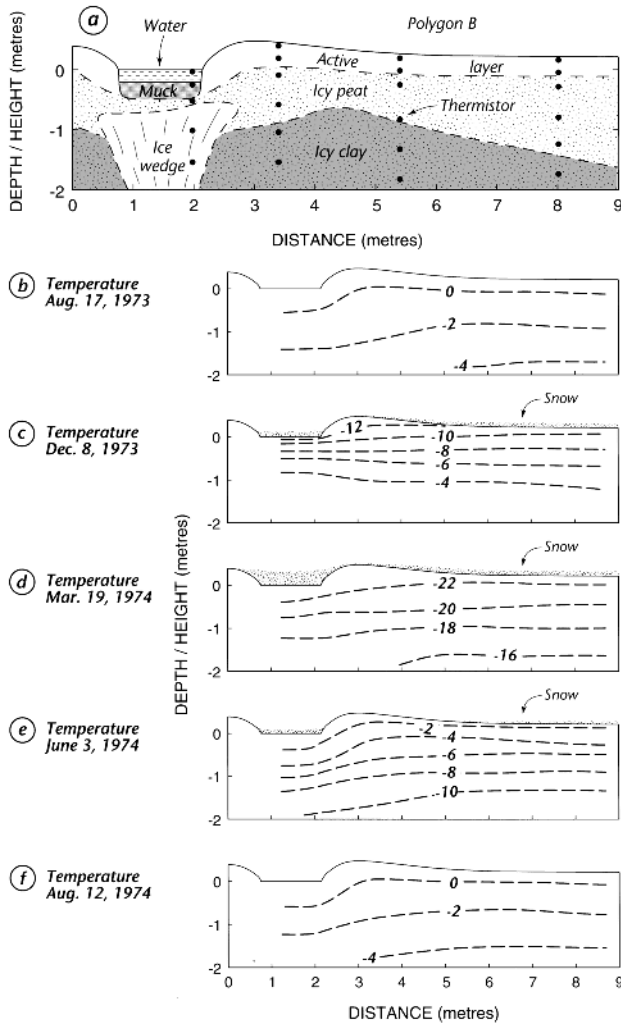 a
Water
Polygon B
0
-1
-2
Muck
Active
layer
Icy peat
Thermistor
Ice
wedge
Icy clay
0 1 2 3 4 5 6 7 8 9
DEPTH / HEIGHT (metres)
DISTANCE (metres)
b Temperature
Aug. 17, 1973
0
-1
-2
0
-2
-4
c Temperature
Dec. 8, 1973
Snow
0
-1
-2
-12
-10
-8
-6
-4
DEPTH / HEIGHT (metres)
d Temperature
Mar. 19, 1974
Snow
0
-1
-2
-22
-20
-18
-16
e Temperature
June 3, 1974
Snow
0
-1
-2
-2
-4
-6
-8
-10
f Temperature
Aug. 12, 1974
0
-1
-2
0
-2
-4
0 1 2 3 4 5 6 7 8 9
DISTANCE (metres)